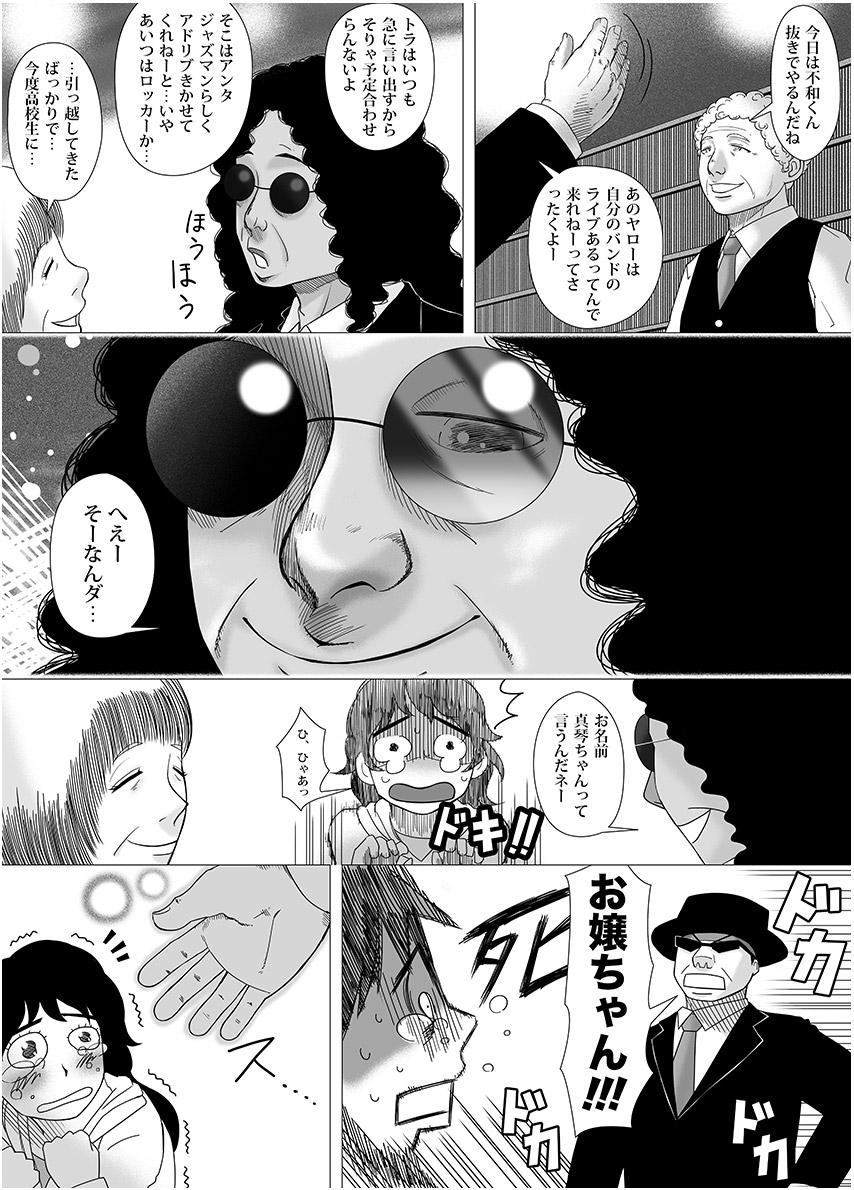 今日は不和くん
抜きでやるんだね
あのヤローは
自分のバンドの
ライブあるってんで
来れねーってさ
ったくよー
トラはいつも
急に言い出すから
そりゃ予定合わせ
らんないよ
そこはアンタ
ジャズマンらしく
アドリブきかせて
くれねーと…いや
あいつはロッカーか…
ほうほう
…引っ越してきた
ばっかりで…
今度高校生に…
へえー
そーなんダ…
お名前
真琴ちゃんって
言うんだネー
ドキ!!
ひ、ひゃあっ
ドカ
お嬢ちゃん!!!
ドカ
ドカ
死
ス…